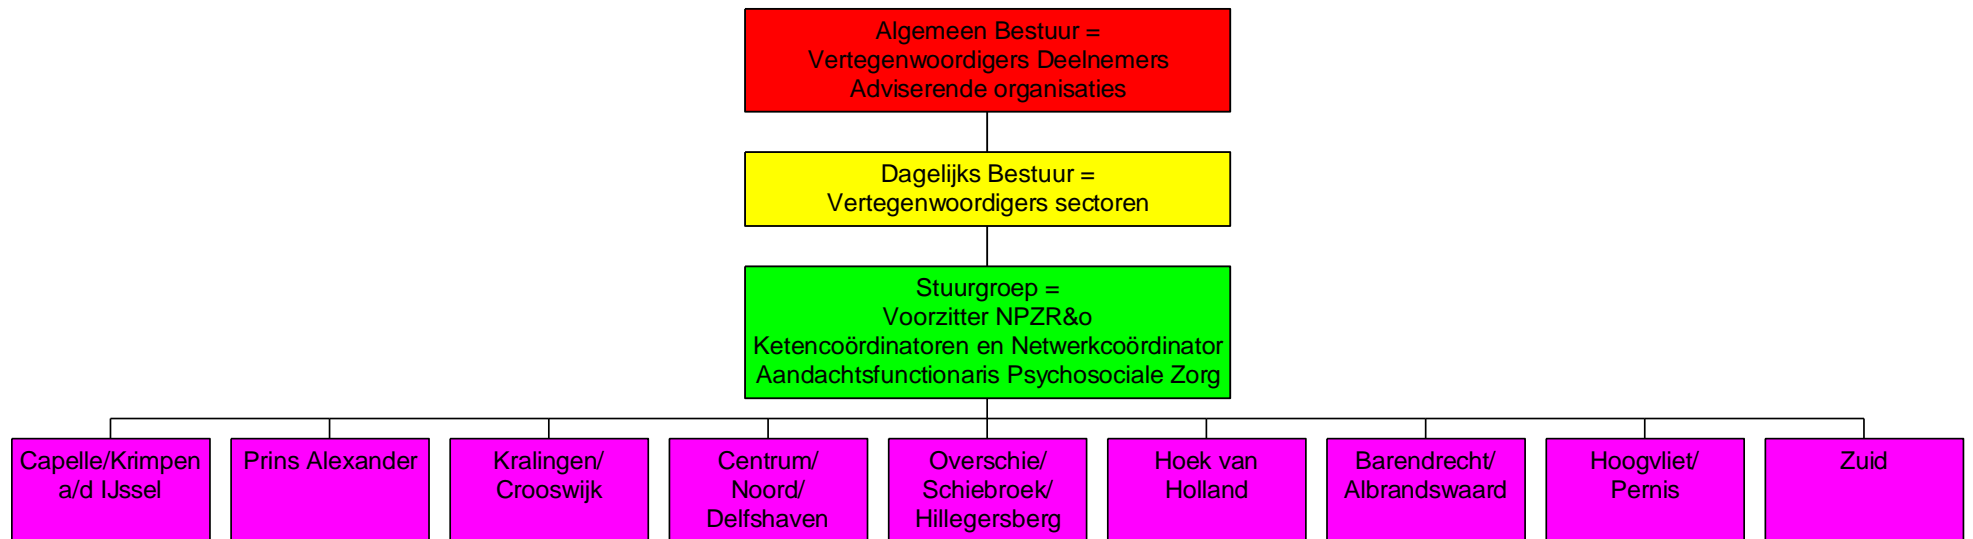 Algemeen Bestuur =
Vertegenwoordigers Deelnemers
Adviserende organisaties
Dagelijks Bestuur =
Vertegenwoordigers sectoren
Stuurgroep =
Voorzitter NPZR&o
Ketencoördinatoren en Netwerkcoördinator
Aandachtsfunctionaris Psychosociale Zorg
Capelle/Krimpen
a/d IJssel
Prins Alexander
Kralingen/
Crooswijk
Centrum/
Noord/
Delfshaven
Overschie/
Schiebroek/
Hillegersberg
Hoek van
Holland
Barendrecht/
Albrandswaard
Hoogvliet/
Pernis
Zuid